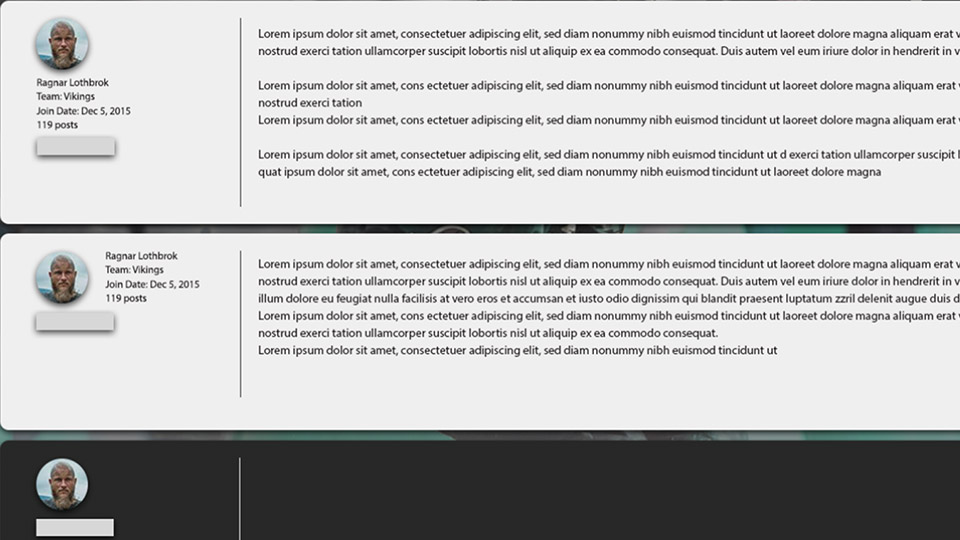 Ragnar Lothbrok
Team: Vikings
Join Date: Dec 5, 2015
119 posts
Lorem ipsum dolor sit amet, consectetuer adipiscing elit, sed diam nonummy nibh euismod tincidunt ut laoreet dolore magna aliquam erat
nostrud exerci tation ullamcorper suscipit lobortis nisl ut aliquip ex ea commodo consequat. Duis autem vel eum iriure dolor in hendrerit in
Lorem ipsum dolor sit amet, cons ectetuer adipiscing elit, sed diam nonummy nibh euismod tincidunt ut laoreet dolore magna aliquam erat
nostrud exerci tation
Lorem ipsum dolor sit amet, cons ectetuer adipiscing elit, sed diam nonummy nibh euismod tincidunt ut laoreet dolore magna aliquam erat
Lorem ipsum dolor sit amet, consectetuer adipiscing elit, sed diam nonummy nibh euismod tincidunt ut d exerci tation ullamcorper suscipit
quat ipsum dolor sit amet, cons ectetuer adipiscing elit, sed diam nonummy nibh euismod tincidunt ut laoreet dolore magna
Ragnar Lothbrok
Team: Vikings
Join Date: Dec 5, 2015
119 posts
Lorem ipsum dolor sit amet, consectetuer adipiscing elit, sed diam nonummy nibh euismod tincidunt ut laoreet dolore magna aliquam erat
nostrud exerci tation ullamcorper suscipit lobortis nisl ut aliquip ex ea commodo consequat. Duis autem vel eum iriure dolor in hendrerit in
illum dolore eu feugiat nulla facilisis at vero eros et accumsan et iusto odio dignissim qui blandit praesent luptatum zzril delenit augue duis
Lorem ipsum dolor sit amet, consectetuer adipiscing elit, sed diam nonummy nibh euismod tincidunt ut laoreet dolore magna aliquam erat
nostrud exerci tation ullamcorper suscipit lobortis nisl ut aliquip ex ea commodo consequat.
Lorem ipsum dolor sit amet, consectetuer adipiscing elit, sed diam nonummy nibh euismod tincidunt ut